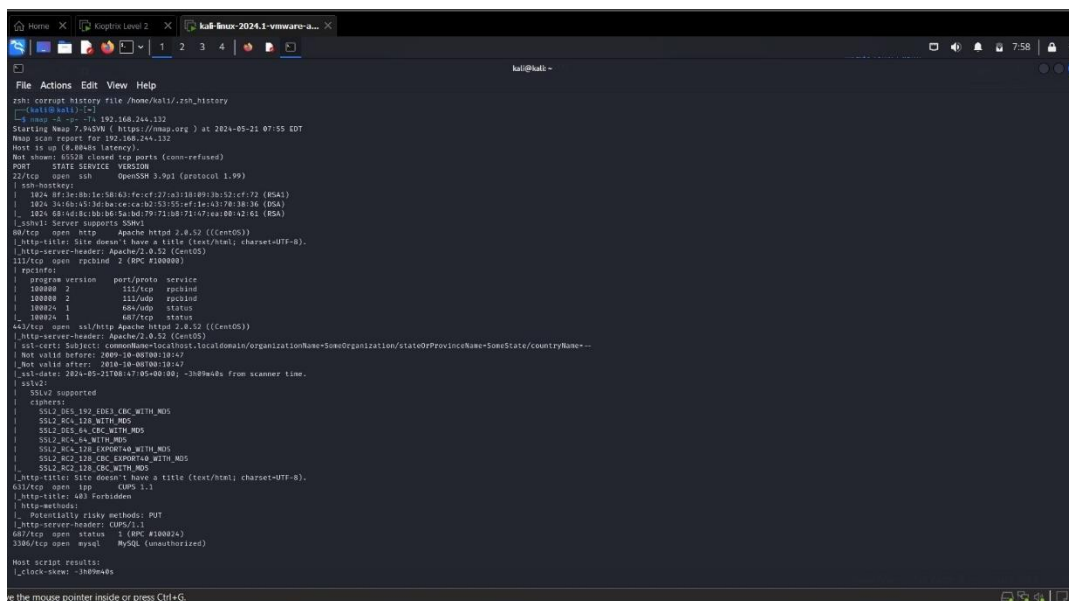 Home Kioptrix Level 2 kali-linux-2024.1-vmware-a...
1 2 3 4 7:58
kali@kali: ~
File Actions Edit View Help
zsh: corrupt history file /home/kali/.zsh_history
(kali㉿kali)-[~]
$ nmap -A -p- -T4 192.168.244.132
Starting Nmap 7.94SVN ( https://nmap.org ) at 2024-05-21 07:55 EDT
Nmap scan report for 192.168.244.132
Host is up (0.0048s latency).
Not shown: 65528 closed tcp ports (conn-refused)
PORT STATE SERVICE VERSION
22/tcp open ssh OpenSSH 3.9p1 (protocol 1.99)
| ssh-hostkey:
| 1024 8f:3e:8b:1e:58:63:fe:cf:27:a3:18:09:3b:52:cf:72 (RSA1)
| 1024 34:6b:45:3d:ba:ce:ca:b2:53:55:ef:1e:43:70:38:36 (DSA)
|_ 1024 68:4d:8c:bb:b6:5a:bd:79:71:b8:71:47:ea:00:42:61 (RSA)
|_sshv1: Server supports SSHv1
80/tcp open http Apache httpd 2.0.52 ((CentOS))
|_http-title: Site doesn't have a title (text/html; charset=UTF-8).
|_http-server-header: Apache/2.0.52 (CentOS)
111/tcp open rpcbind 2 (RPC #100000)
| rpcinfo:
| program version port/proto service
| 100000 2 111/tcp rpcbind
| 100000 2 111/udp rpcbind
| 100024 1 684/udp status
|_ 100024 1 687/tcp status
443/tcp open ssl/http Apache httpd 2.0.52 ((CentOS))
|_http-server-header: Apache/2.0.52 (CentOS)
| ssl-cert: Subject: commonName=localhost.localdomain/organizationName=SomeOrganization/stateOrProvinceName=SomeState/countryName=--
| Not valid before: 2009-10-08T00:10:47
|_Not valid after: 2010-10-08T00:10:47
|_ssl-date: 2024-05-21T08:47:05+00:00; -3h09m40s from scanner time.
| sslv2:
| SSLv2 supported
| ciphers:
| SSL2_DES_192_EDE3_CBC_WITH_MD5
| SSL2_RC4_128_WITH_MD5
| SSL2_DES_64_CBC_WITH_MD5
| SSL2_RC4_64_WITH_MD5
| SSL2_RC4_128_EXPORT40_WITH_MD5
| SSL2_RC2_128_CBC_EXPORT40_WITH_MD5
|_ SSL2_RC2_128_CBC_WITH_MD5
|_http-title: Site doesn't have a title (text/html; charset=UTF-8).
631/tcp open ipp CUPS 1.1
|_http-title: 403 Forbidden
| http-methods:
|_ Potentially risky methods: PUT
|_http-server-header: CUPS/1.1
687/tcp open status 1 (RPC #100024)
3306/tcp open mysql MySQL (unauthorized)
Host script results:
|_clock-skew: -3h09m40s
ve the mouse pointer inside or press Ctrl+G.